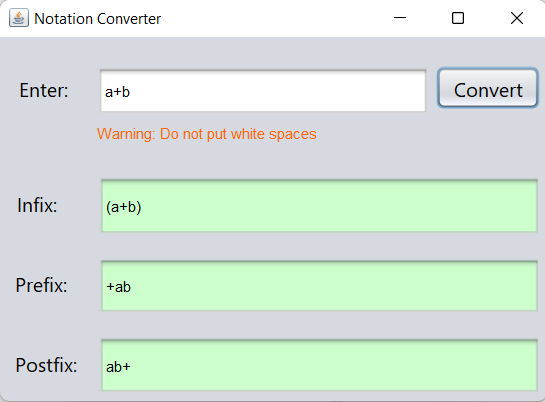 Notation Converter
Enter: a+b Convert
Warning: Do not put white spaces
Infix: (a+b)
Prefix: +ab
Postfix: ab+